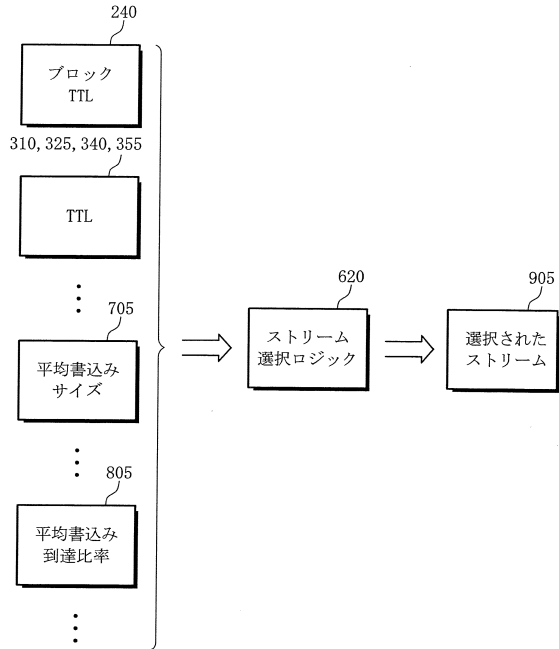 240
ブロック
TTL
310, 325, 340, 355
TTL
705
平均書込み
サイズ
805
平均書込み
到達比率
620
ストリーム
選択ロジック
905
選択された
ストリーム